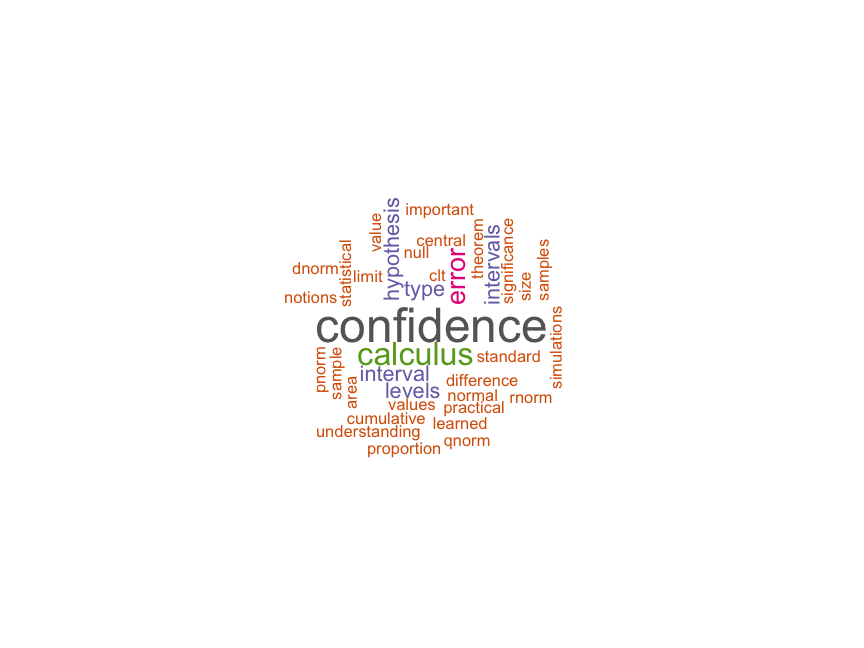 important
hypothesis
value
central
null
error
theorem
intervals
significance
samples
size
statistical
dnorm
limit
clt
type
notions
confidence
simulations
calculus
standard
pnorm
sample
area
interval
levels
difference
values
normal
rnorm
practical
cumulative
learned
understanding
qnorm
proportion